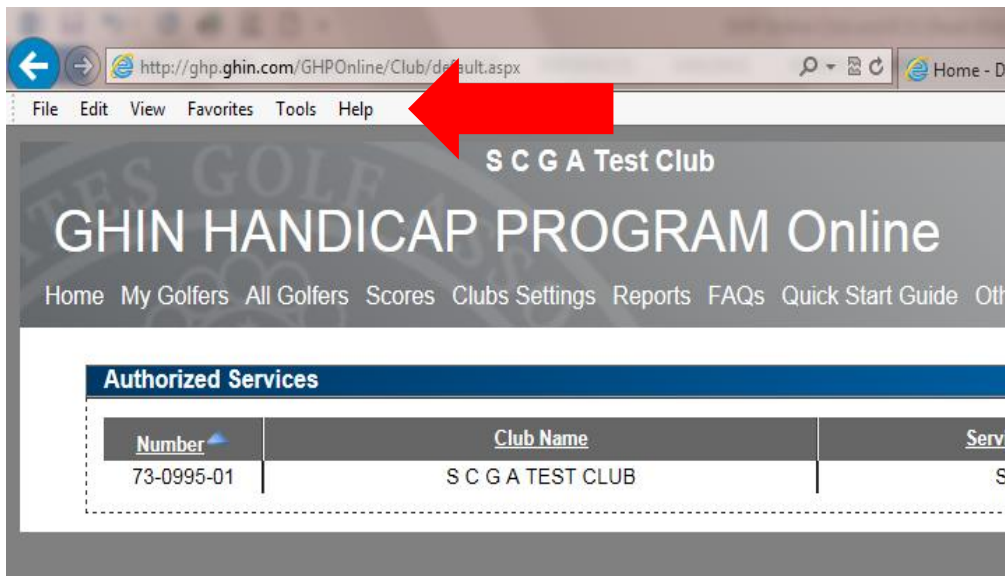 http://ghp.ghin.com/GHPOnline/Club/default.aspx
Home - D
File Edit View Favorites Tools Help
S C G A Test Club
GHIN HANDICAP PROGRAM Online
Home My Golfers All Golfers Scores Clubs Settings Reports FAQs Quick Start Guide Oth
Authorized Services
Number Club Name Servi
73-0995-01 S C G A TEST CLUB S